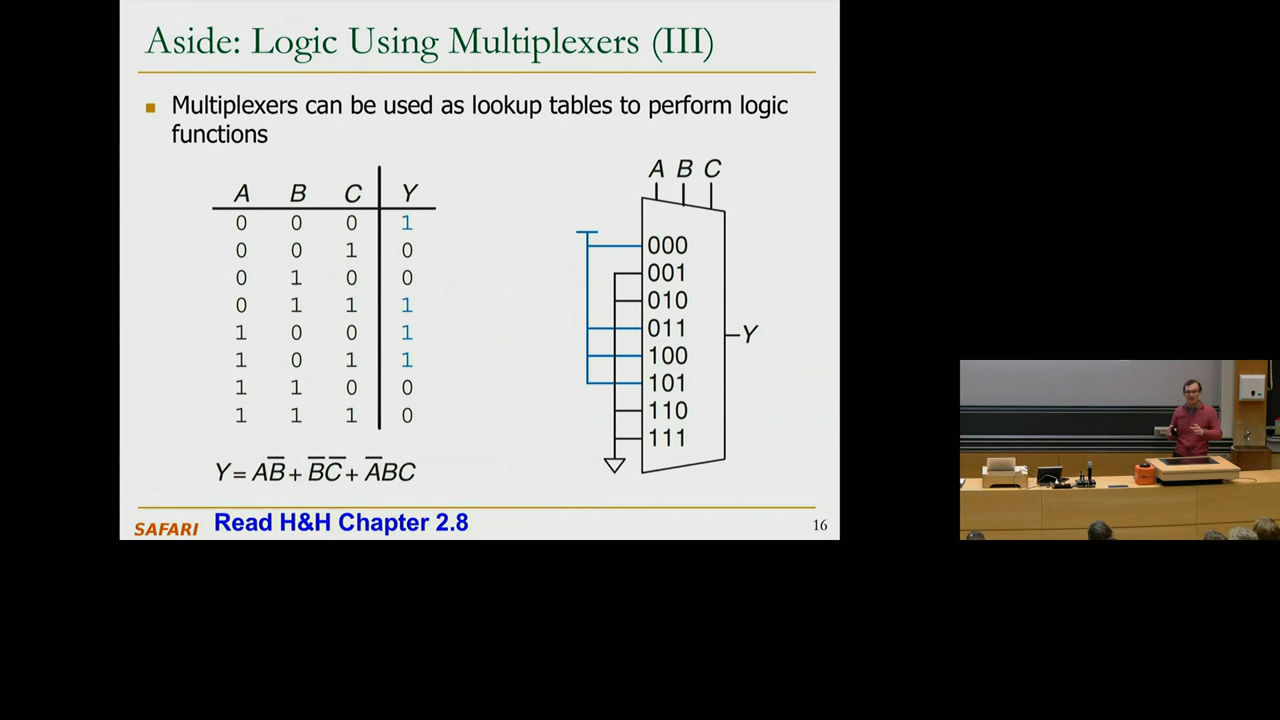 Aside: Logic Using Multiplexers (III)
Multiplexers can be used as lookup tables to perform logic
functions
A B C Y
0 0 0 1
0 0 1 0
0 1 0 0
0 1 1 1
1 0 0 1
1 0 1 1
1 1 0 0
1 1 1 0
Y = AB̅ + B̅C̅ + A̅BC
A B C
000
001
010
011
100
101
110
111
Y
SAFARI
Read H&H Chapter 2.8
16